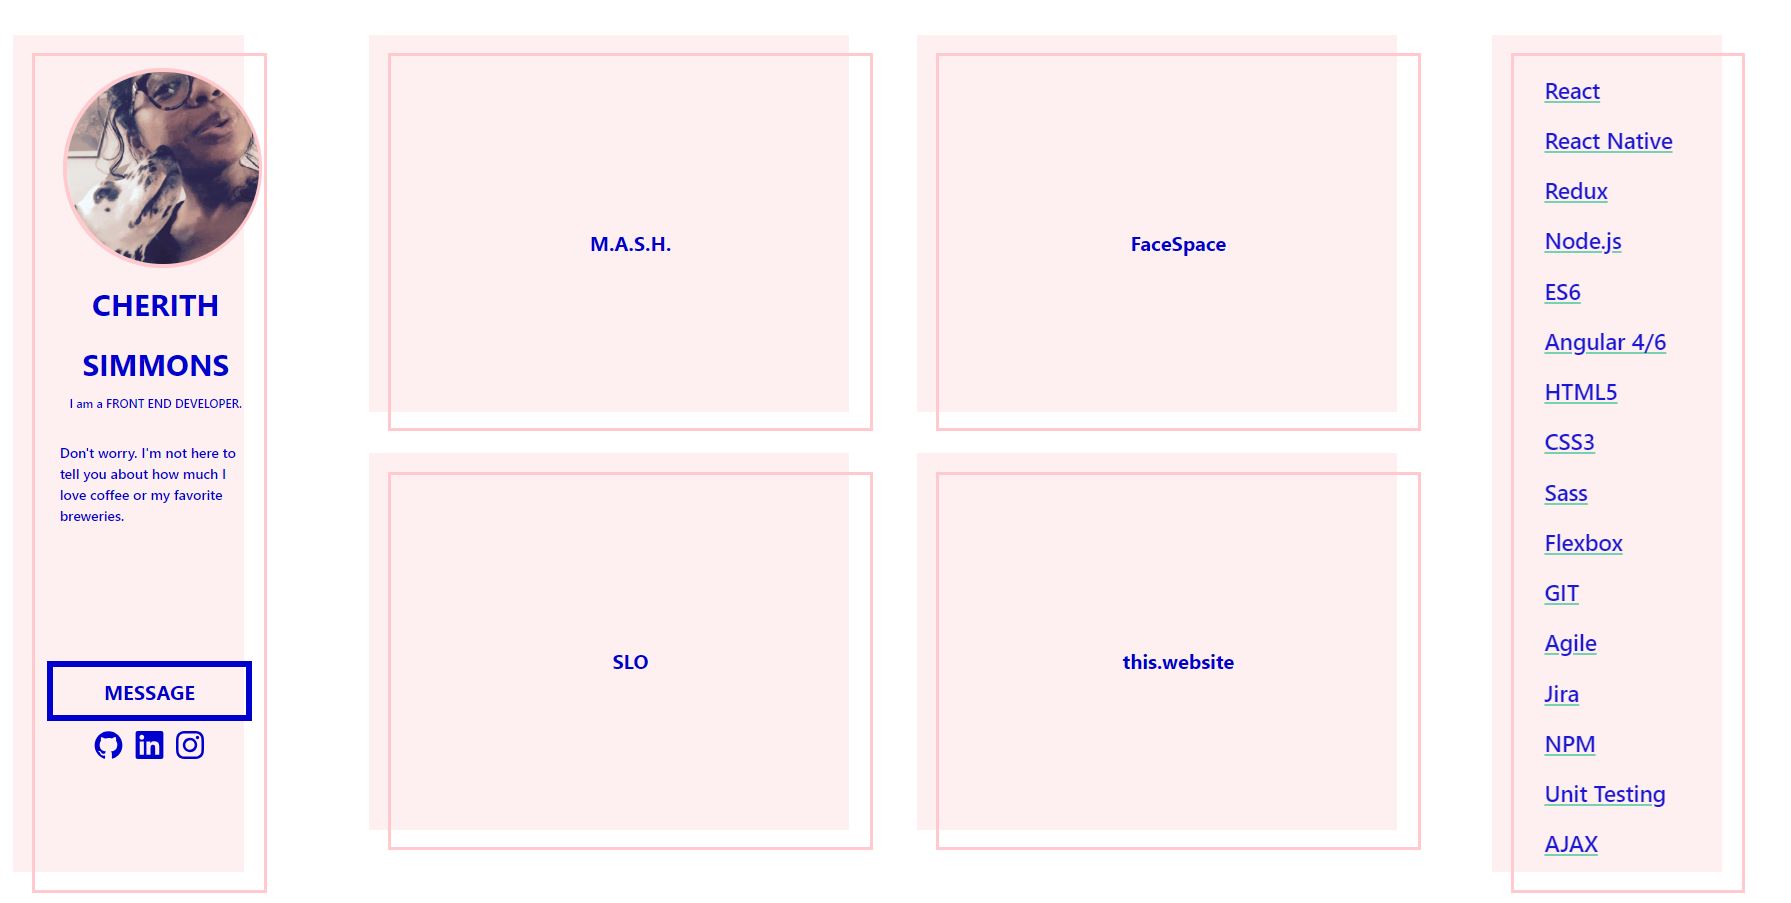 CHERITH
SIMMONS
I am a FRONT END DEVELOPER.
Don't worry. I'm not here to
tell you about how much I
love coffee or my favorite
breweries.
MESSAGE
in
M.A.S.H.
FaceSpace
SLO
this.website
React
React Native
Redux
Node.js
ES6
Angular 4/6
HTML5
CSS3
Sass
Flexbox
GIT
Agile
Jira
NPM
Unit Testing
AJAX